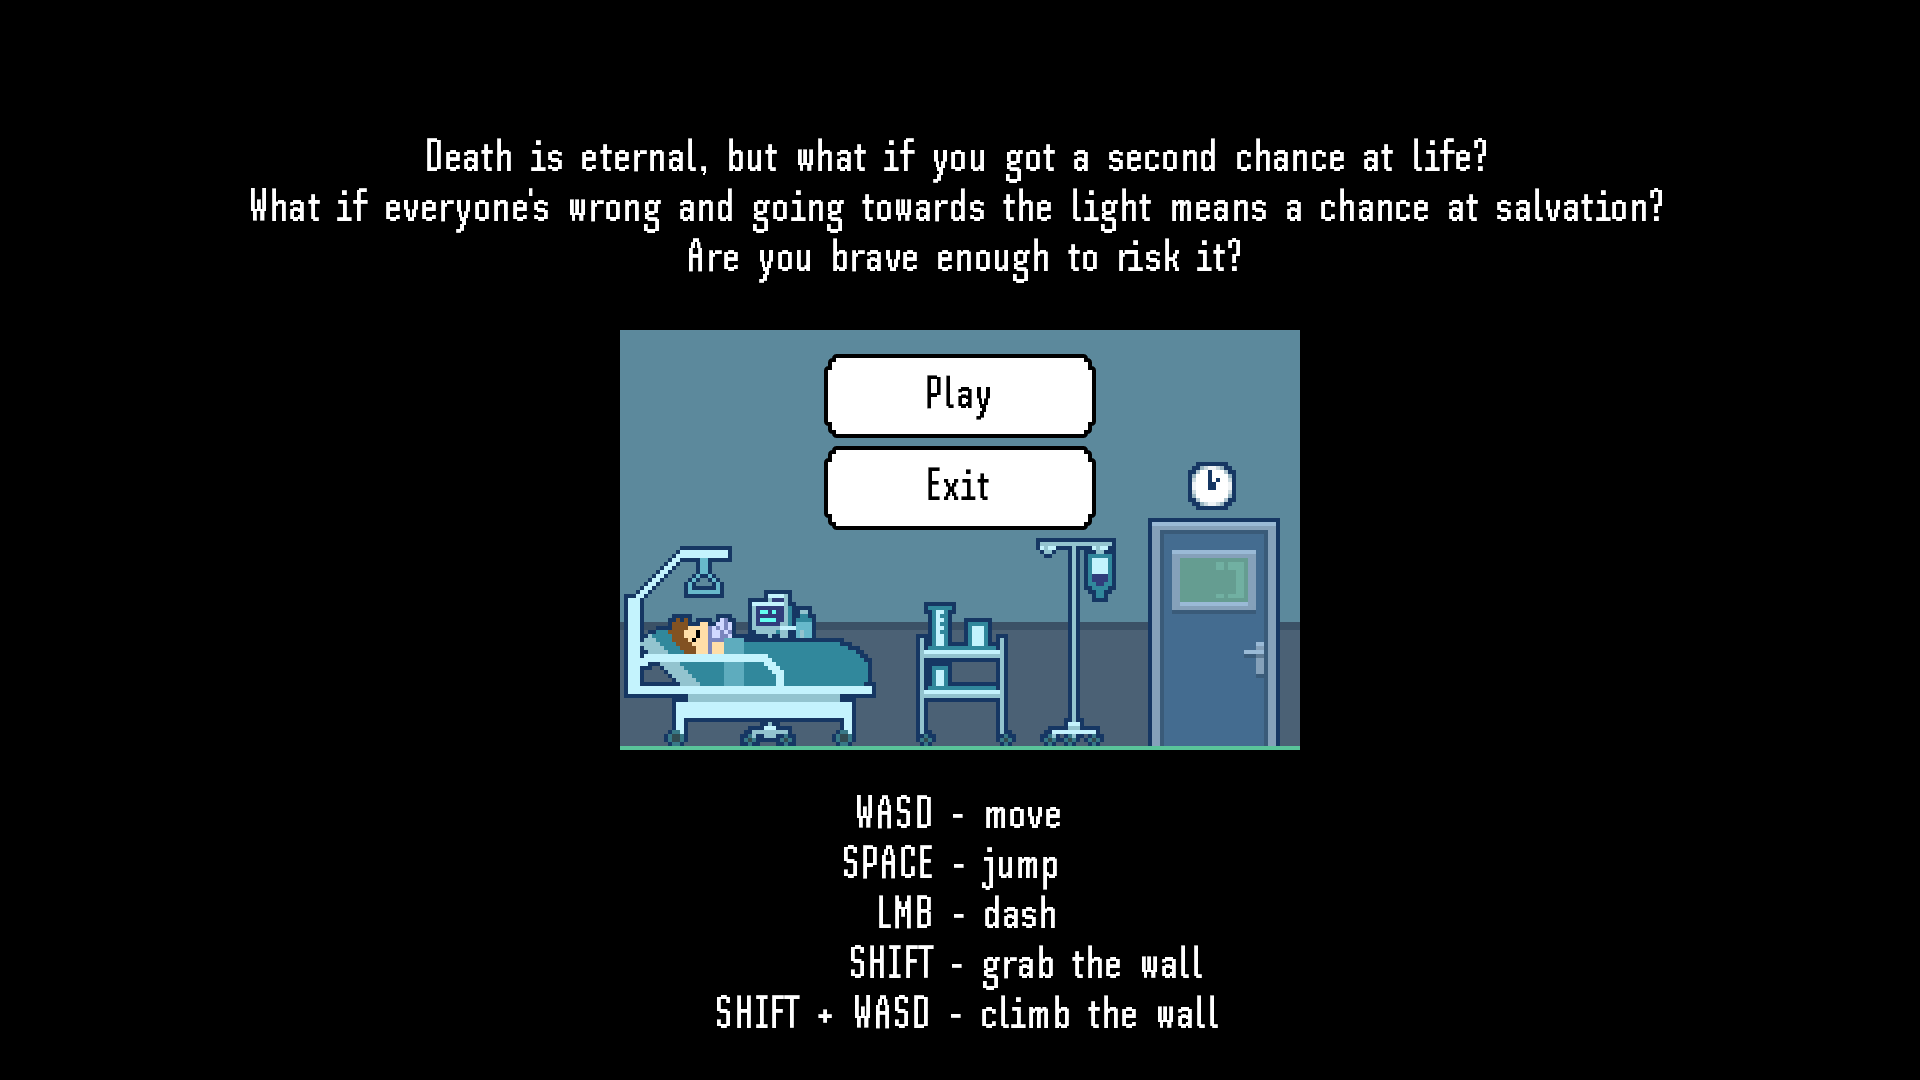 Death is eternal, but what if you got a second chance at life?
What if everyone's wrong and going towards the light means a chance at salvation?
Are you brave enough to risk it?
Play
Exit
WASD - move
SPACE - jump
LMB - dash
SHIFT - grab the wall
SHIFT + WASD - climb the wall